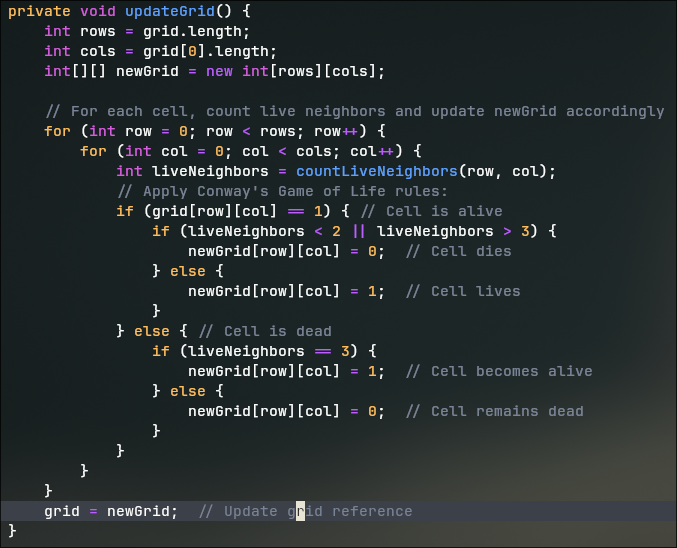 private void updateGrid() {
    int rows = grid.length;
    int cols = grid[0].length;
    int[][] newGrid = new int[rows][cols];

    // For each cell, count live neighbors and update newGrid accordingly
    for (int row = 0; row < rows; row++) {
        for (int col = 0; col < cols; col++) {
            int liveNeighbors = countLiveNeighbors(row, col);
            // Apply Conway's Game of Life rules:
            if (grid[row][col] == 1) { // Cell is alive
                if (liveNeighbors < 2 || liveNeighbors > 3) {
                    newGrid[row][col] = 0;  // Cell dies
                } else {
                    newGrid[row][col] = 1;  // Cell lives
                }
            } else { // Cell is dead
                if (liveNeighbors == 3) {
                    newGrid[row][col] = 1;  // Cell becomes alive
                } else {
                    newGrid[row][col] = 0;  // Cell remains dead
                }
            }
        }
    }
    grid = newGrid;  // Update grid reference
}